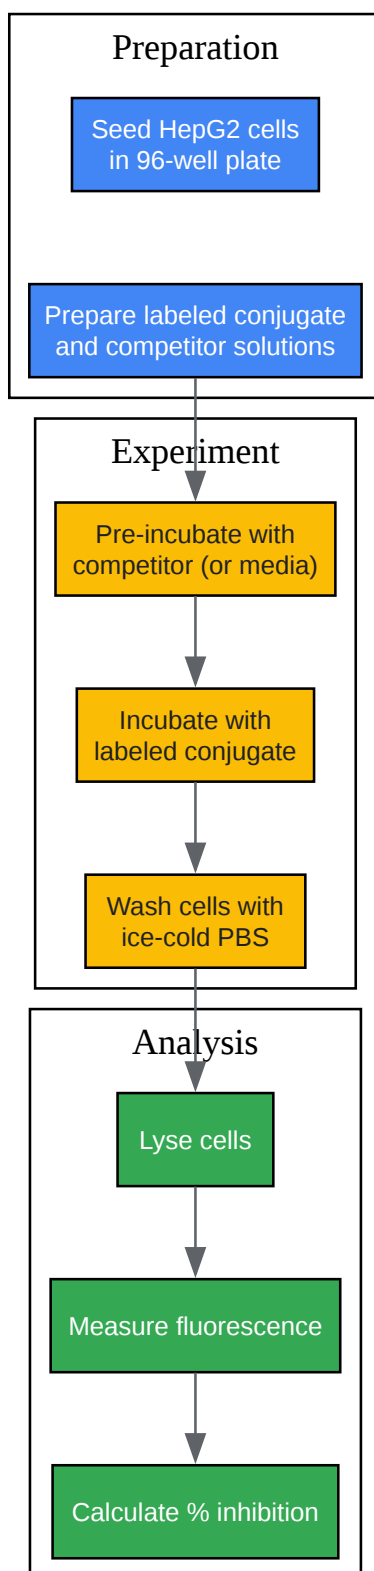 Preparation
Seed HepG2 cells
in 96-well plate
Prepare labeled conjugate
and competitor solutions
Experiment
Pre-incubate with
competitor (or media)
Incubate with
labeled conjugate
Wash cells with
ice-cold PBS
Analysis
Lyse cells
Measure fluorescence
Calculate % inhibition